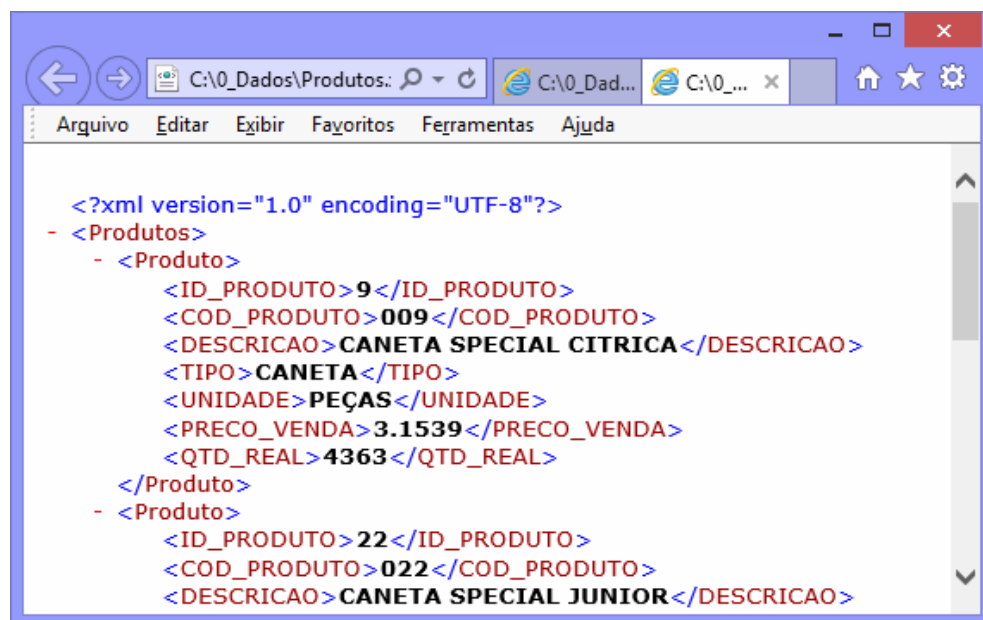 C:\0_Dados\Produtos.:
C:\0_Dad...
C:\0_...
Arquivo Editar Exibir Favoritos Ferramentas Ajuda
<?xml version="1.0" encoding="UTF-8"?>
- <Produtos>
- <Produto>
<ID_PRODUTO>9</ID_PRODUTO>
<COD_PRODUTO>009</COD_PRODUTO>
<DESCRICAO>CANETA SPECIAL CITRICA</DESCRICAO>
<TIPO>CANETA</TIPO>
<UNIDADE>PEÇAS</UNIDADE>
<PRECO_VENDA>3.1539</PRECO_VENDA>
<QTD_REAL>4363</QTD_REAL>
</Produto>
- <Produto>
<ID_PRODUTO>22</ID_PRODUTO>
<COD_PRODUTO>022</COD_PRODUTO>
<DESCRICAO>CANETA SPECIAL JUNIOR</DESCRICAO>